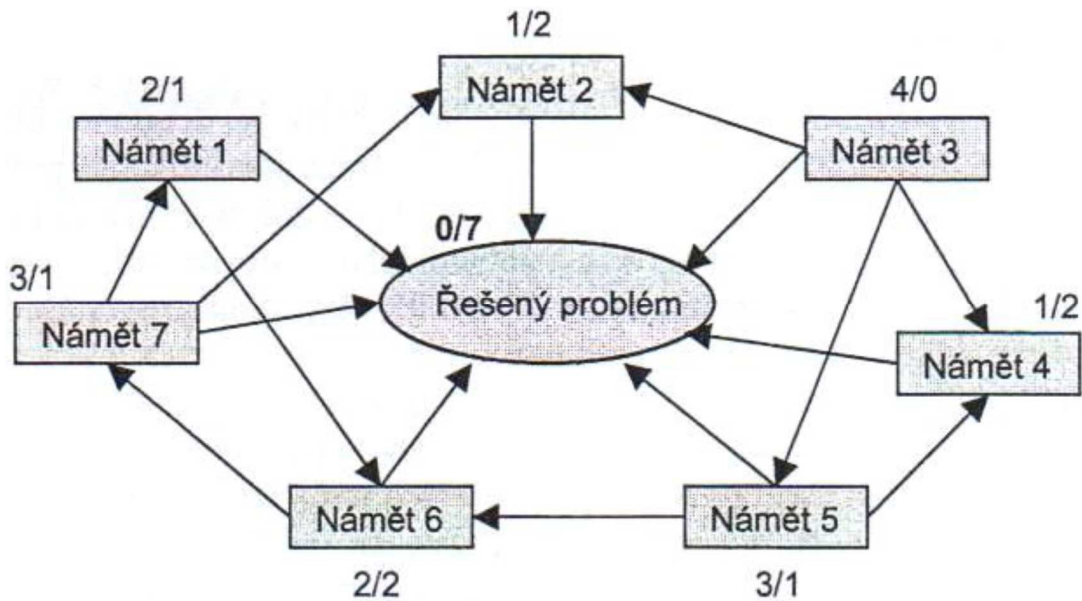 1/2
Námět 2
2/1
Námět 1
4/0
Námět 3
0/7
Řešený problém
3/1
Námět 7
1/2
Námět 4
Námět 6
2/2
Námět 5
3/1